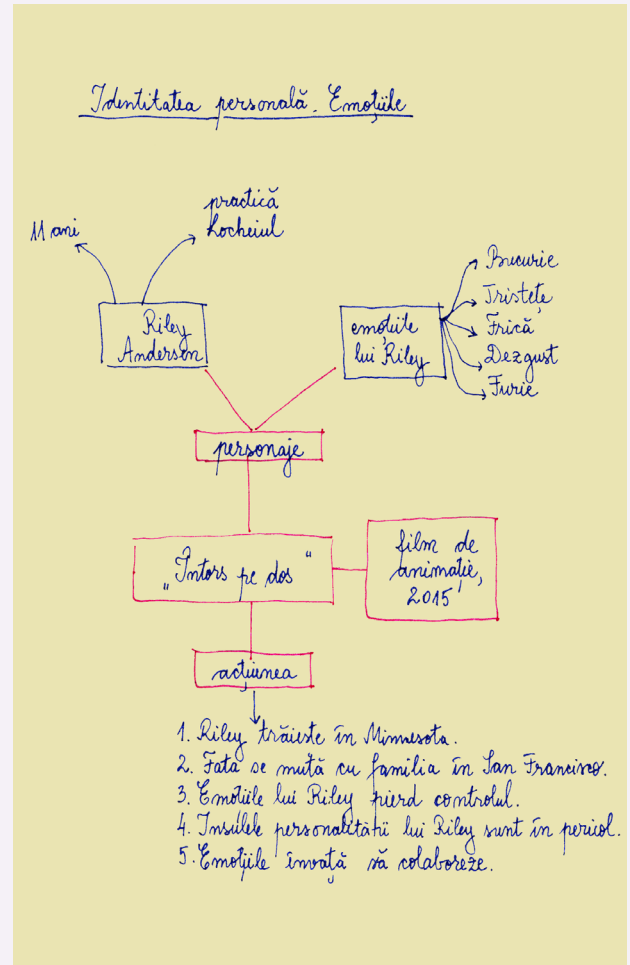 Identitatea personală. Emoțiile
11 ani
practică
hocheiul
Riley
Anderson
emoțiile
lui Riley
Bucurie
Tristețe
Frică
Dezgust
Furie
personaje
„Întors pe dos“
film de
animație,
2015
acțiunea
1. Riley trăiește în Minnesota.
2. Fata se mută cu familia în San Francisco.
3. Emoțiile lui Riley pierd controlul.
4. Insulele personalității lui Riley sunt în pericol.
5. Emoțiile învață să colaboreze.